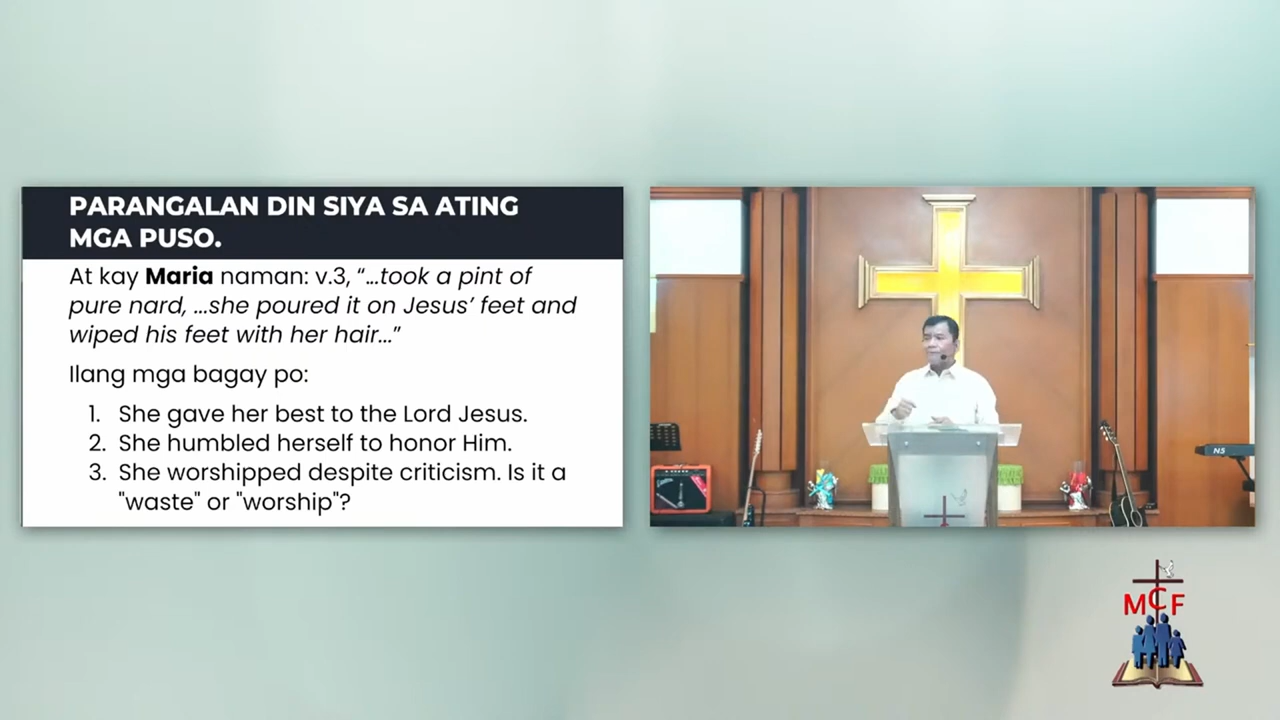 PARANGALAN DIN SIYA SA ATING
MGA PUSO.
At kay Maria naman: v.3, “…took a pint of
pure nard, …she poured it on Jesus’ feet and
wiped his feet with her hair…”
Ilang mga bagay po:
1. She gave her best to the Lord Jesus.
2. She humbled herself to honor Him.
3. She worshipped despite criticism. Is it a
"waste" or "worship"?
N5
MCF